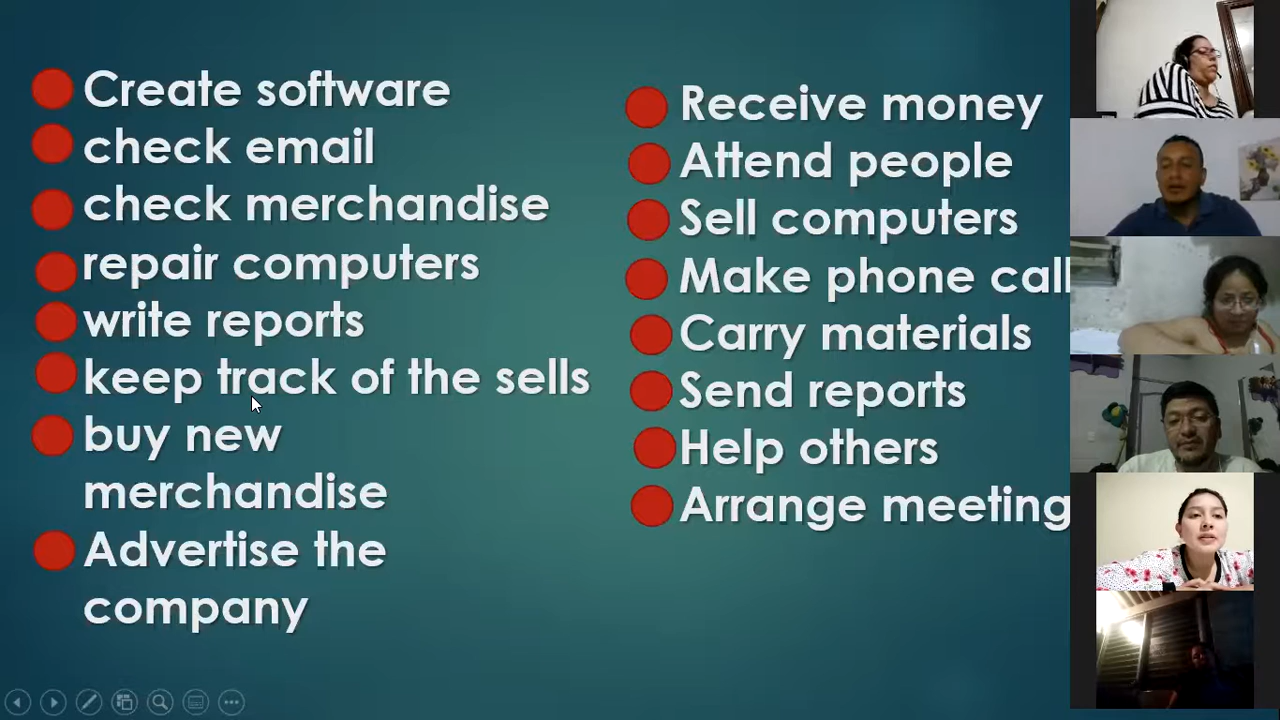 Create software
check email
check merchandise
repair computers
write reports
keep track of the sells
buy new
merchandise
Advertise the
company
Receive money
Attend people
Sell computers
Make phone call
Carry materials
Send reports
Help others
Arrange meeting